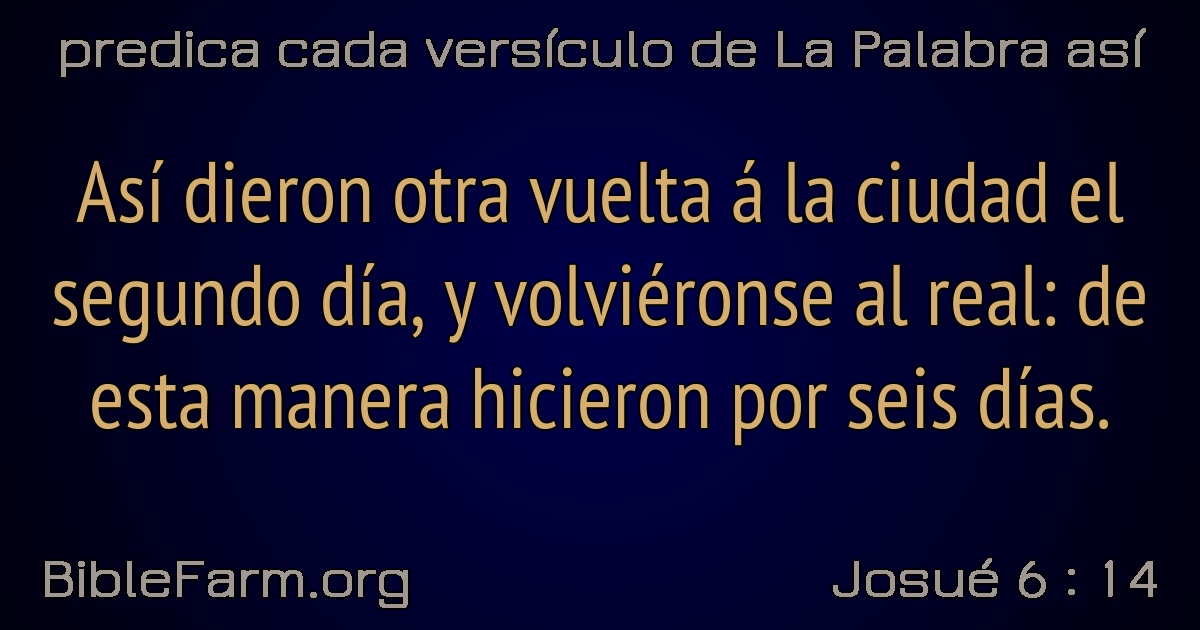 predica cada versículo de La Palabra así
Así dieron otra vuelta á la ciudad el
segundo día, y volviéronse al real: de
esta manera hicieron por seis días.
BibleFarm.org
Josué 6 : 14